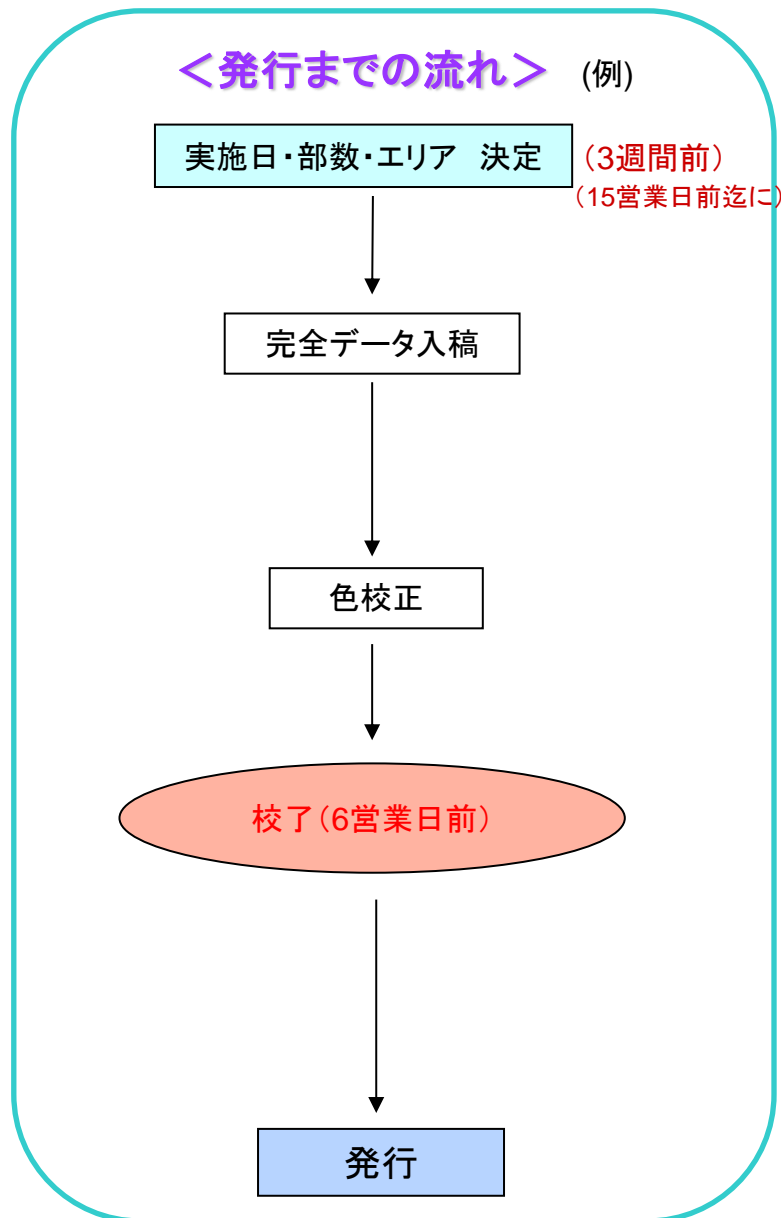 ＜発行までの流れ＞ (例)
実施日・部数・エリア　決定 （3週間前）
（15営業日前迄に）
完全データ入稿
色校正
校了（6営業日前）
発行